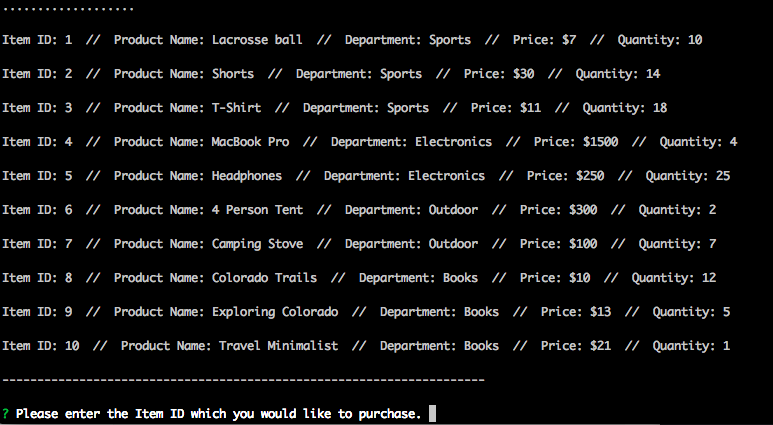 ...................
Item ID: 1  //  Product Name: Lacrosse ball  //  Department: Sports  //  Price: $7  //  Quantity: 10
Item ID: 2  //  Product Name: Shorts  //  Department: Sports  //  Price: $30  //  Quantity: 14
Item ID: 3  //  Product Name: T-Shirt  //  Department: Sports  //  Price: $11  //  Quantity: 18
Item ID: 4  //  Product Name: MacBook Pro  //  Department: Electronics  //  Price: $1500  //  Quantity: 4
Item ID: 5  //  Product Name: Headphones  //  Department: Electronics  //  Price: $250  //  Quantity: 25
Item ID: 6  //  Product Name: 4 Person Tent  //  Department: Outdoor  //  Price: $300  //  Quantity: 2
Item ID: 7  //  Product Name: Camping Stove  //  Department: Outdoor  //  Price: $100  //  Quantity: 7
Item ID: 8  //  Product Name: Colorado Trails  //  Department: Books  //  Price: $10  //  Quantity: 12
Item ID: 9  //  Product Name: Exploring Colorado  //  Department: Books  //  Price: $13  //  Quantity: 5
Item ID: 10  //  Product Name: Travel Minimalist  //  Department: Books  //  Price: $21  //  Quantity: 1
---------------------------------------------------------------------
? Please enter the Item ID which you would like to purchase.